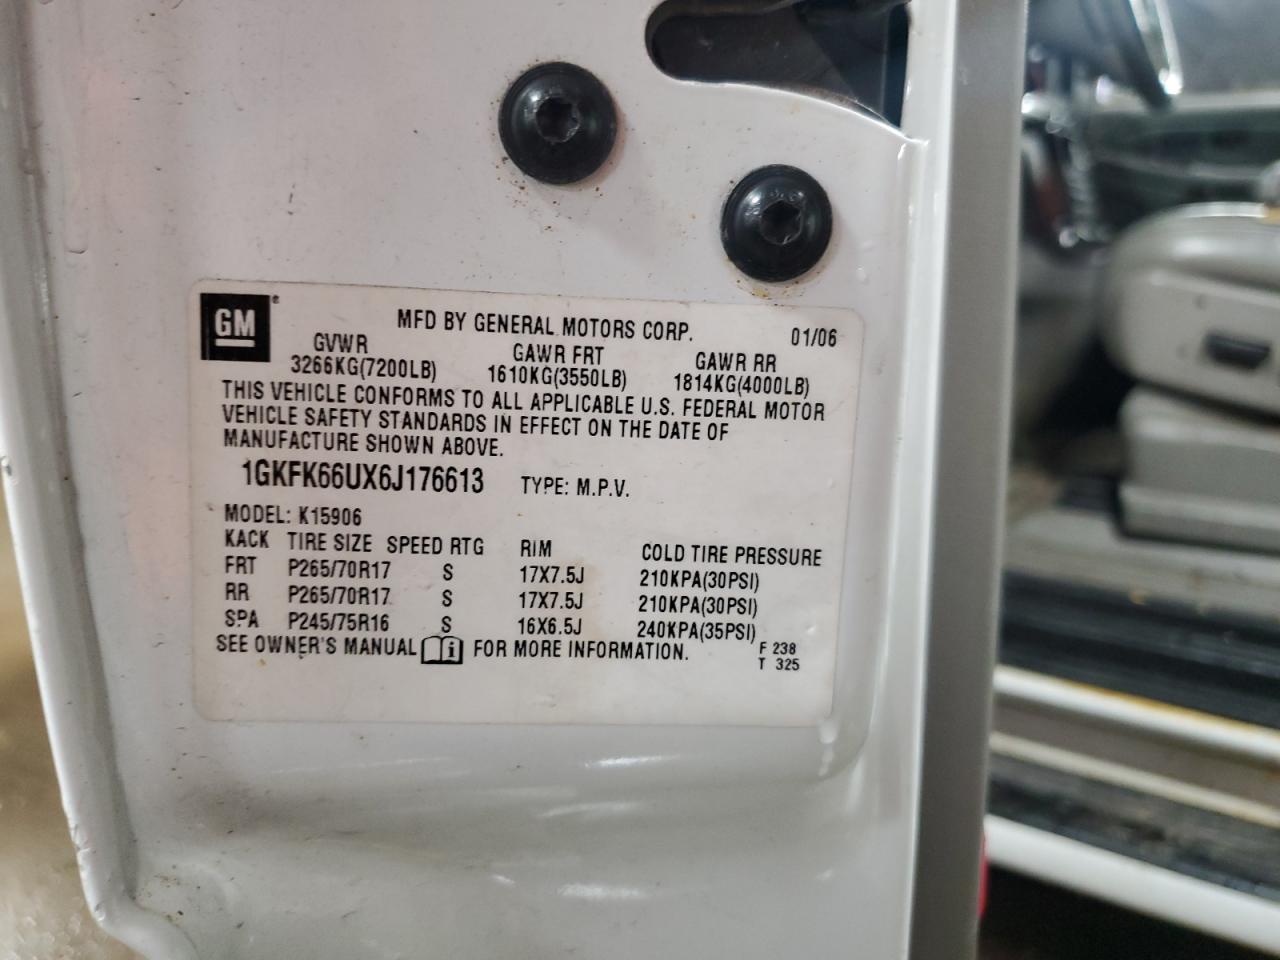 GM
MFD BY GENERAL MOTORS CORP. 01/06
GVWR GAWR FRT GAWR RR
3266KG(7200LB) 1610KG(3550LB) 1814KG(4000LB)
THIS VEHICLE CONFORMS TO ALL APPLICABLE U.S. FEDERAL MOTOR
VEHICLE SAFETY STANDARDS IN EFFECT ON THE DATE OF
MANUFACTURE SHOWN ABOVE.
1GKFK66UX6J176613 TYPE: M.P.V.
MODEL: K15906
KACK TIRE SIZE SPEED RTG RIM COLD TIRE PRESSURE
FRT P265/70R17 S 17X7.5J 210KPA(30PSI)
RR P265/70R17 S 17X7.5J 210KPA(30PSI)
SPA P245/75R16 S 16X6.5J 240KPA(35PSI)
SEE OWNER'S MANUAL i FOR MORE INFORMATION. F 238
T 325